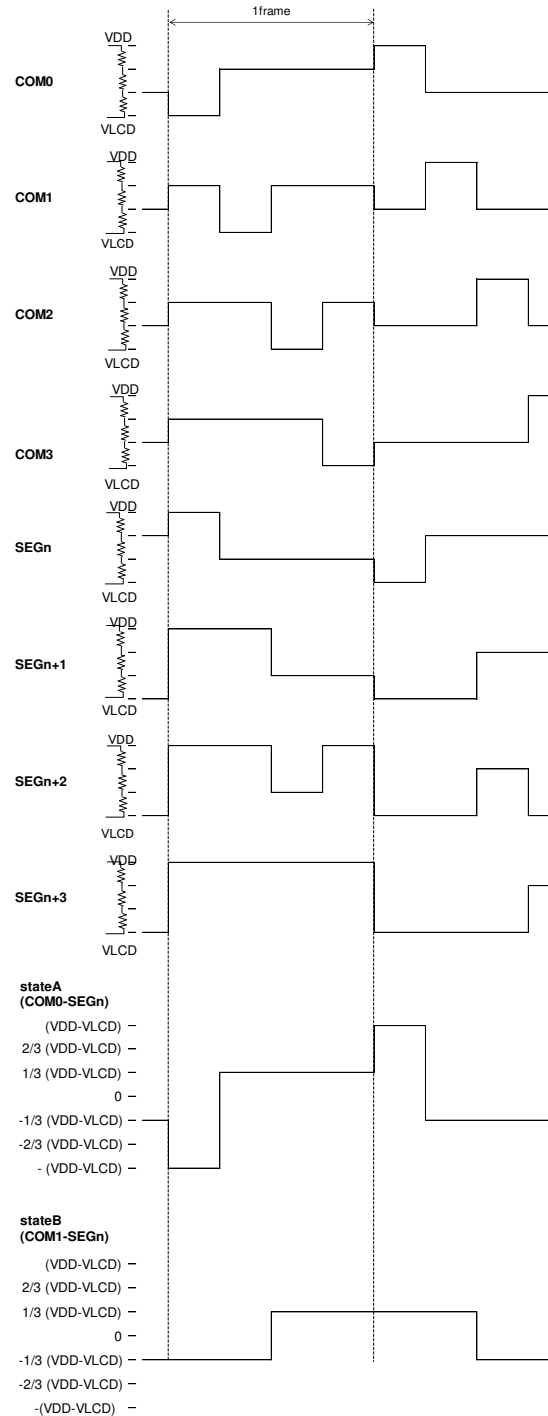 1frame
VDD
COM0
VLCD
VDD
COM1
VLCD
VDD
COM2
VLCD
VDD
COM3
VLCD
VDD
SEGn
VLCD
VDD
SEGn+1
VLCD
VDD
SEGn+2
VLCD
VDD
SEGn+3
VLCD
stateA
(COM0-SEGn)
(VDD-VLCD)
2/3 (VDD-VLCD)
1/3 (VDD-VLCD)
0
-1/3 (VDD-VLCD)
-2/3 (VDD-VLCD)
- (VDD-VLCD)
stateB
(COM1-SEGn)
(VDD-VLCD)
2/3 (VDD-VLCD)
1/3 (VDD-VLCD)
0
-1/3 (VDD-VLCD)
-2/3 (VDD-VLCD)
-(VDD-VLCD)